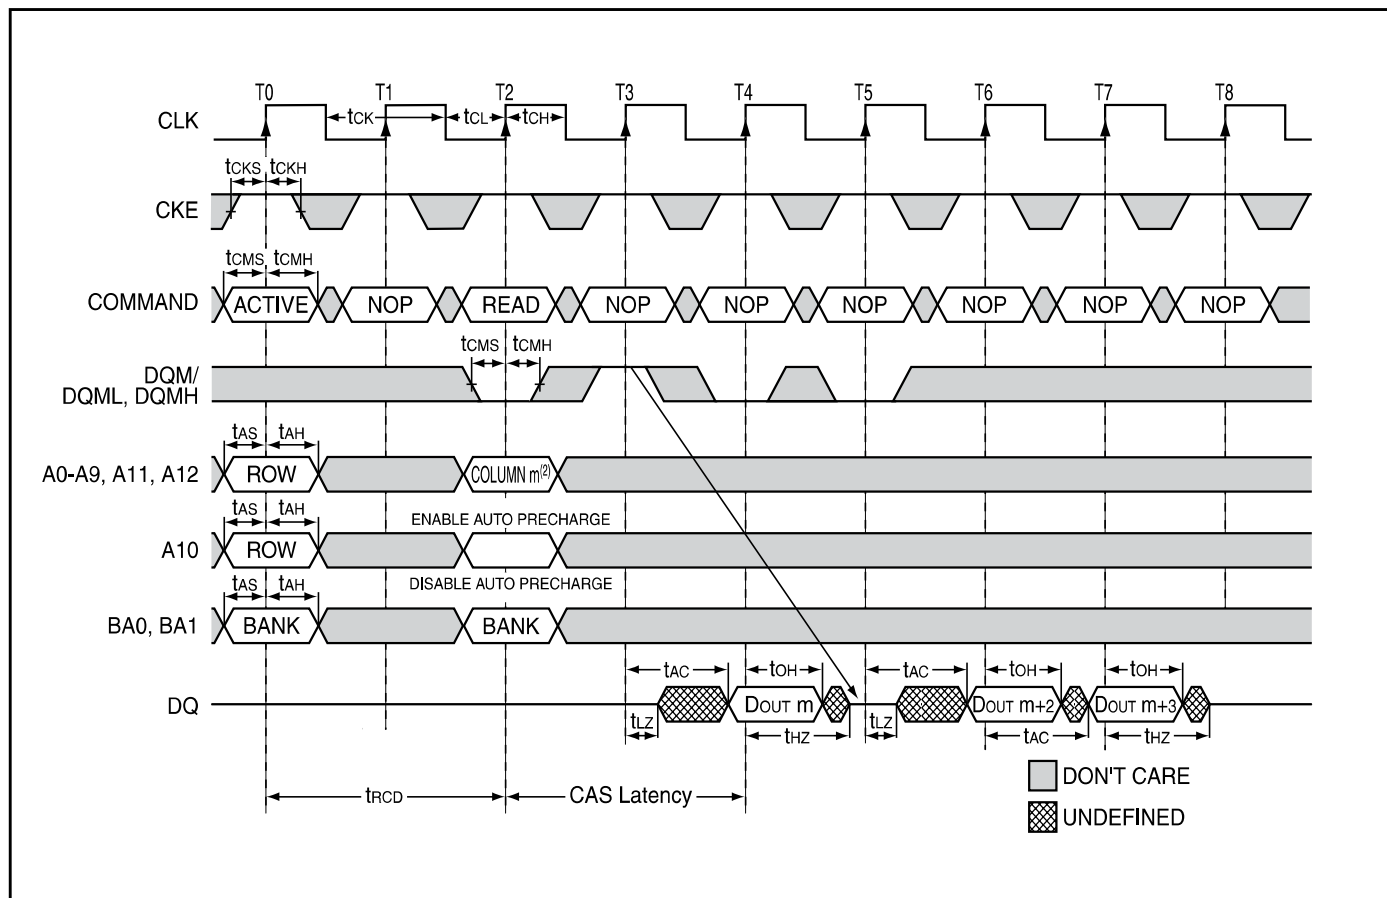 T0 T1 T2 T3 T4 T5 T6 T7 T8
CLK tCK tCL tCH
tCKS tCKH
CKE
tCMS tCMH
COMMAND ACTIVE NOP READ NOP NOP NOP NOP NOP NOP
tCMS tCMH
DQM/
DQML, DQMH
tAS tAH
A0-A9, A11, A12 ROW COLUMN m(2)
tAS tAH ENABLE AUTO PRECHARGE
A10 ROW
tAS tAH DISABLE AUTO PRECHARGE
BA0, BA1 BANK BANK
tAC tOH tAC tOH tOH
DQ DOUT m DOUT m+2 DOUT m+3
tLZ tHZ tLZ tAC tHZ
DON'T CARE
tRCD CAS Latency
UNDEFINED